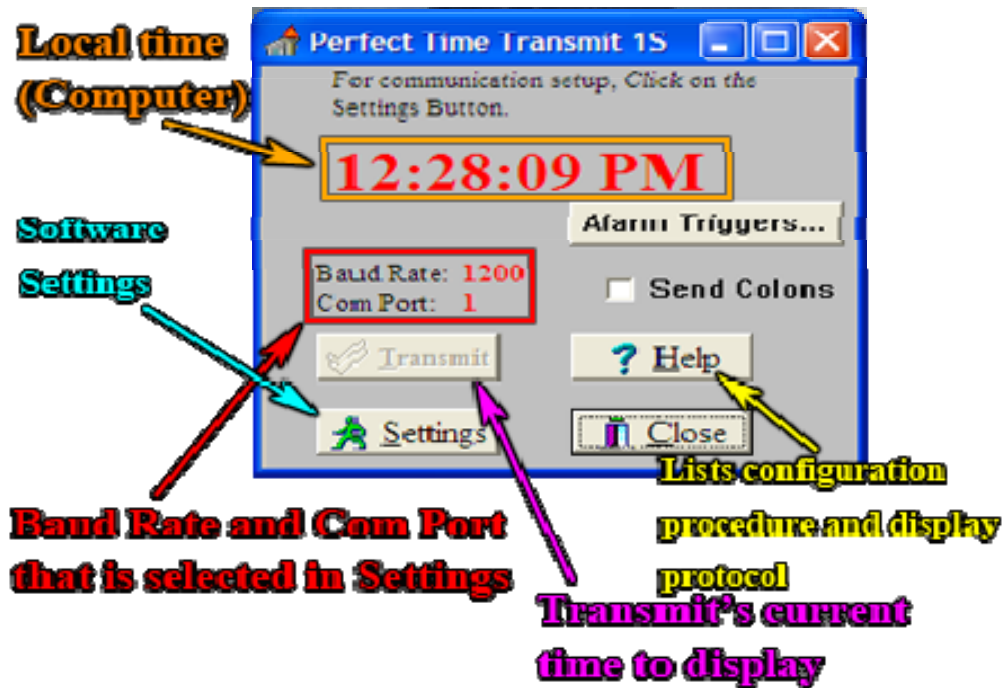 Local time
(Computer)
Perfect Time Transmit 1S
For communication setup, Click on the
Settings Button.
12:28:09 PM
Alarm Triggers...
Software
Settings
Baud Rate: 1200
Com Port: 1
Send Colons
Transmit
Help
Settings
Close
Lists configuration
procedure and display
protocol
Baud Rate and Com Port
that is selected in Settings
Transmit's current
time to display